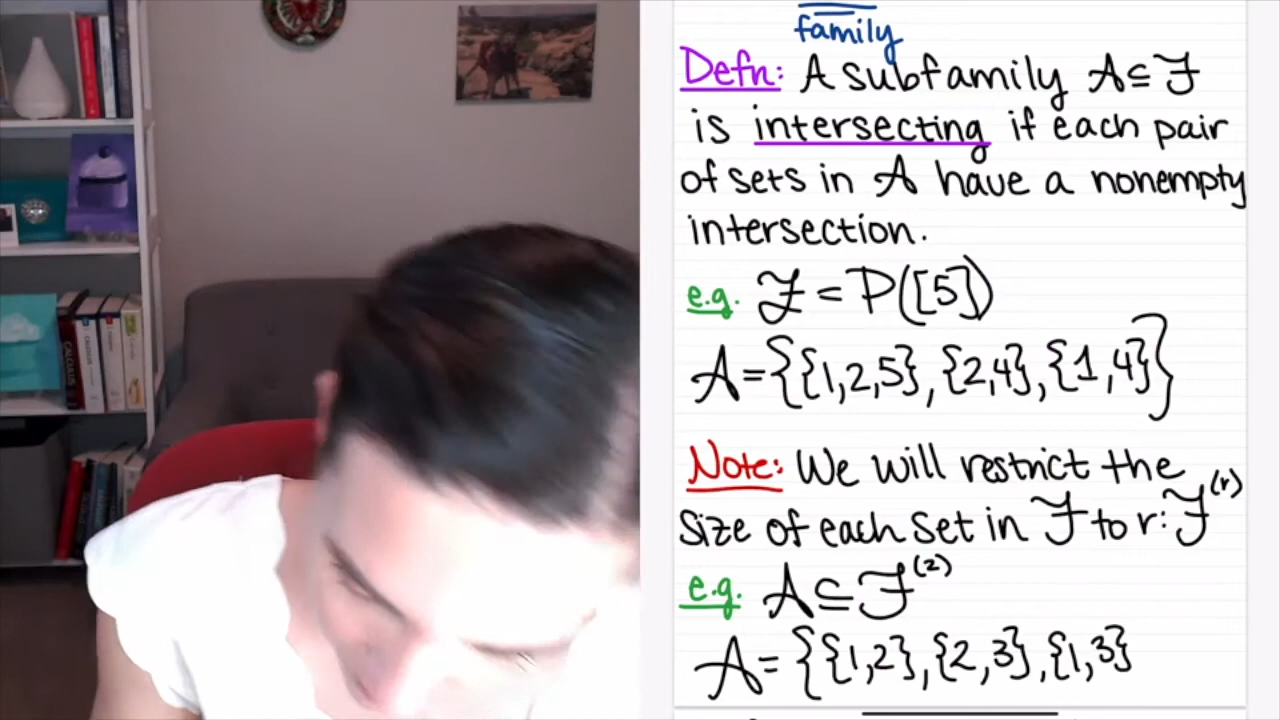 family
Defn: A subfamily A⊆F
is intersecting if each pair
of sets in A have a nonempty
intersection.
e.g. F = P([5])
A={{1,2,5},{2,4},{1,4}}
Note: We will restrict the
size of each set in F to r: F^(r)
e.g. A⊆F^(2)
A={{1,2},{2,3},{1,3}
CALCULUS